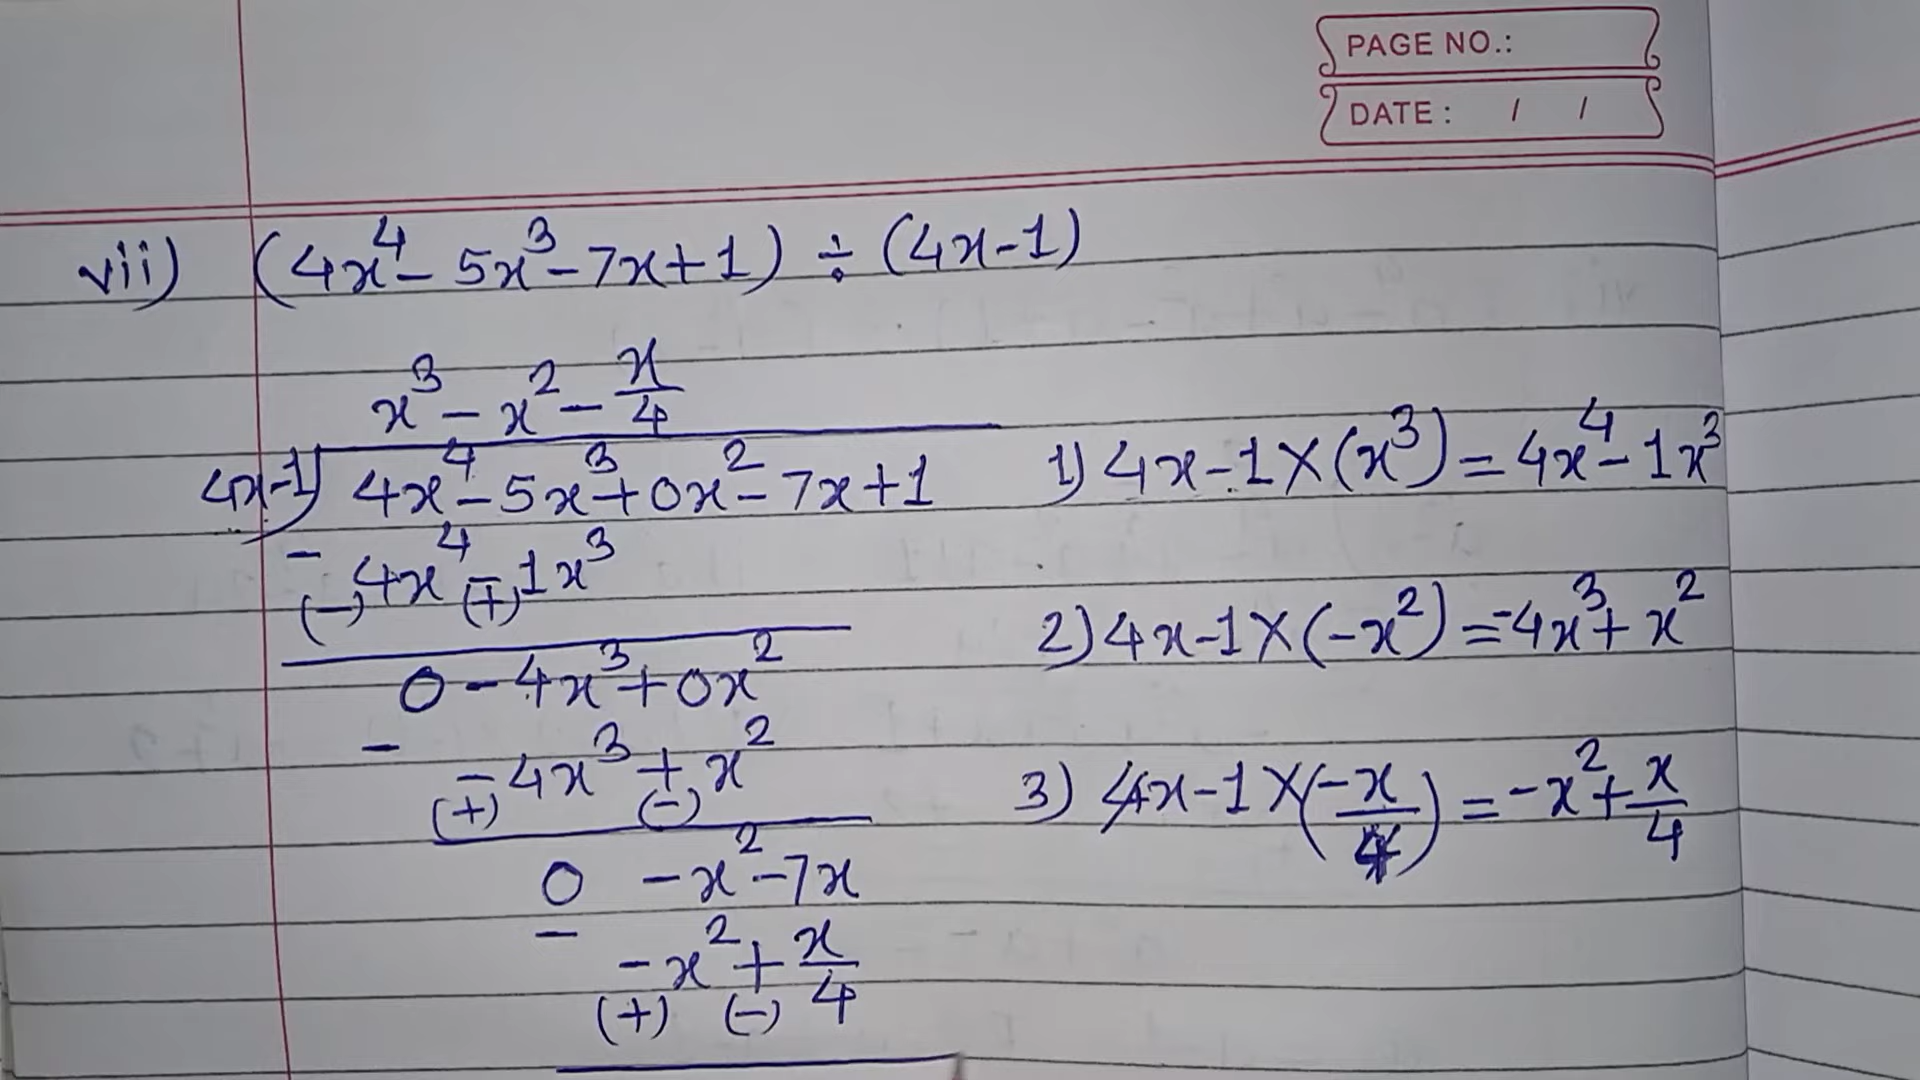 PAGE NO.:
DATE : / /
vii) (4x⁴ - 5x³ - 7x + 1) ÷ (4x - 1)
x³ - x² - x/4
4x-1) 4x⁴ - 5x³ + 0x² - 7x + 1
1) 4x-1 × (x³) = 4x⁴ - 1x³
- 4x⁴ - 1x³
(-) (+)
0 - 4x³ + 0x²
2) 4x-1 × (-x²) = -4x³ + x²
- -4x³ + x²
(+) (-)
3) 4x-1 × (-x/4) = -x² + x/4
0 - x² - 7x
- -x² + x/4
(+) (-)